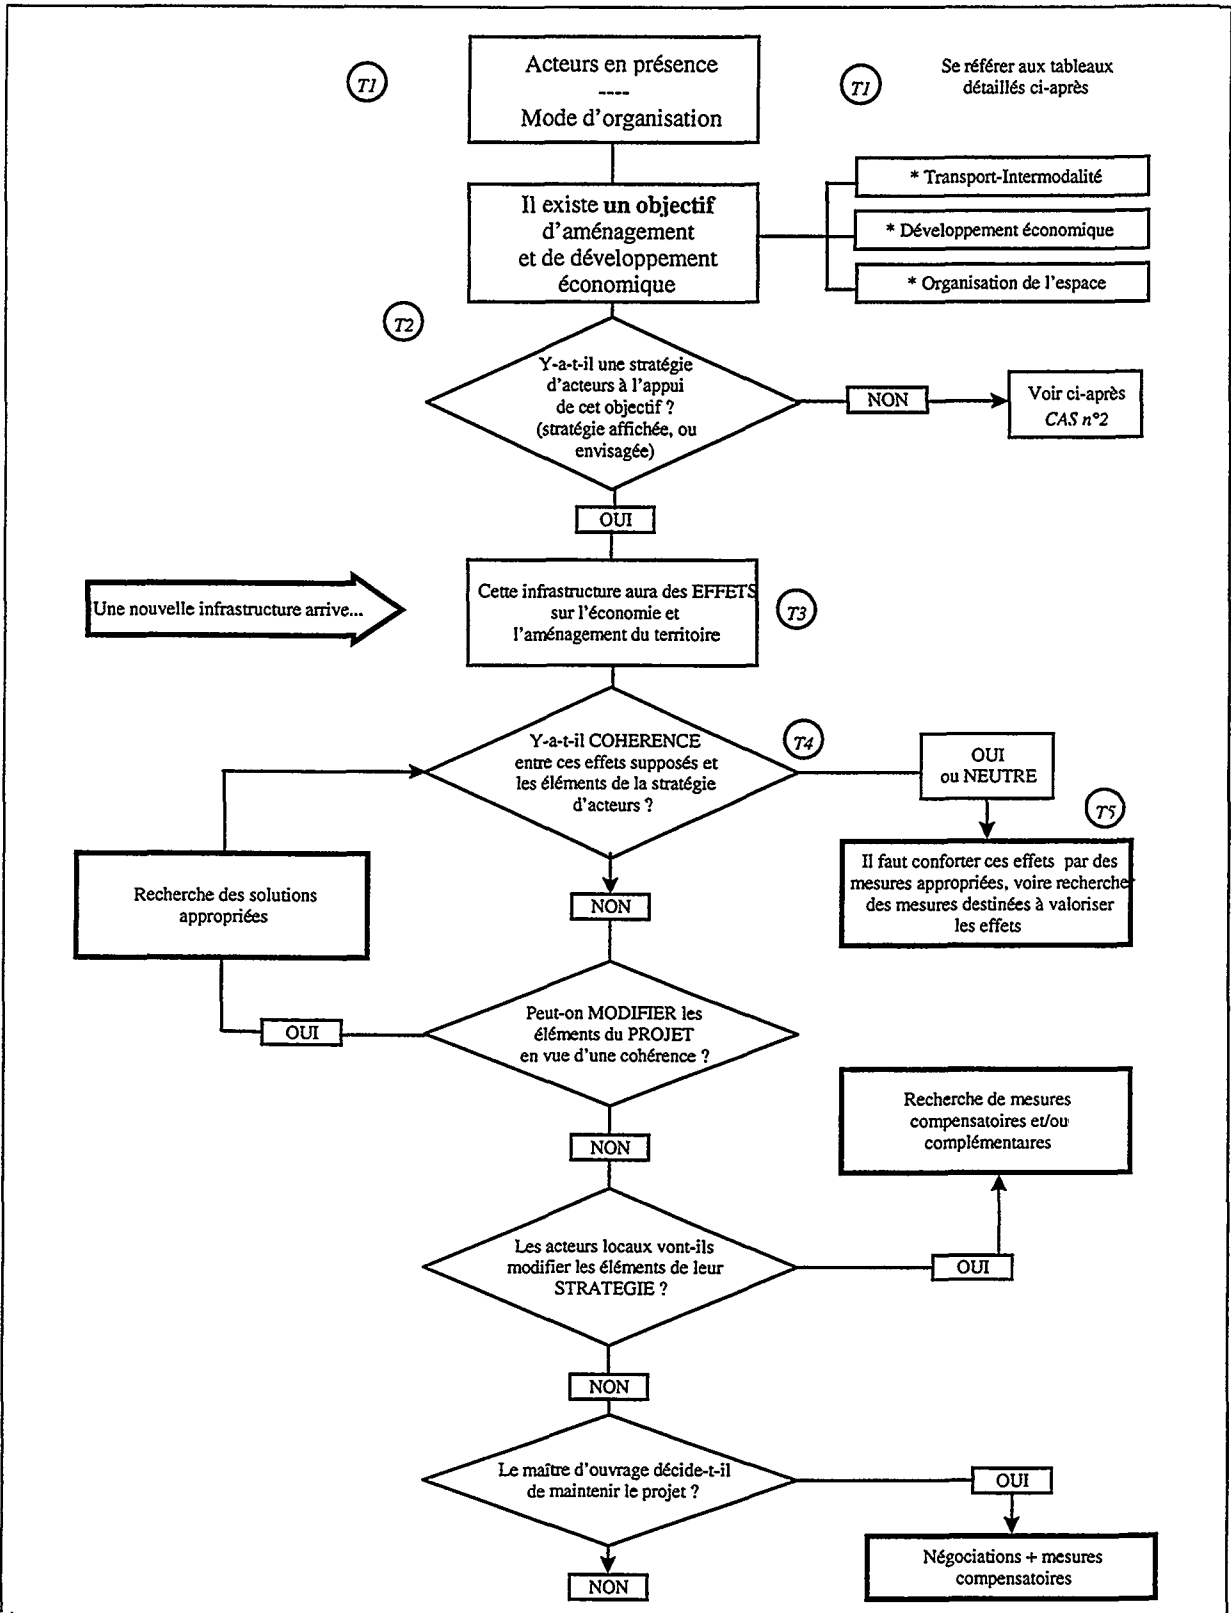 T1
Acteurs en présence
----
Mode d'organisation
T1
Se référer aux tableaux
détaillés ci-après
Il existe un objectif
d'aménagement
et de développement
économique
* Transport-Intermodalité
* Développement économique
* Organisation de l'espace
T2
Y-a-t-il une stratégie
d'acteurs à l'appui
de cet objectif ?
(stratégie affichée, ou
envisagée)
NON
Voir ci-après
CAS n°2
OUI
Une nouvelle infrastructure arrive...
Cette infrastructure aura des EFFETS
sur l'économie et
l'aménagement du territoire
T3
Y-a-t-il COHERENCE
entre ces effets supposés et
les éléments de la stratégie
d'acteurs ?
T4
OUI
ou NEUTRE
T5
Il faut conforter ces effets par des
mesures appropriées, voire rechercher
des mesures destinées à valoriser
les effets
Recherche des solutions
appropriées
NON
Peut-on MODIFIER les
éléments du PROJET
en vue d'une cohérence ?
OUI
NON
Recherche de mesures
compensatoires et/ou
complémentaires
Les acteurs locaux vont-ils
modifier les éléments de leur
STRATEGIE ?
OUI
NON
Le maître d'ouvrage décide-t-il
de maintenir le projet ?
OUI
Négociations + mesures
compensatoires
NON